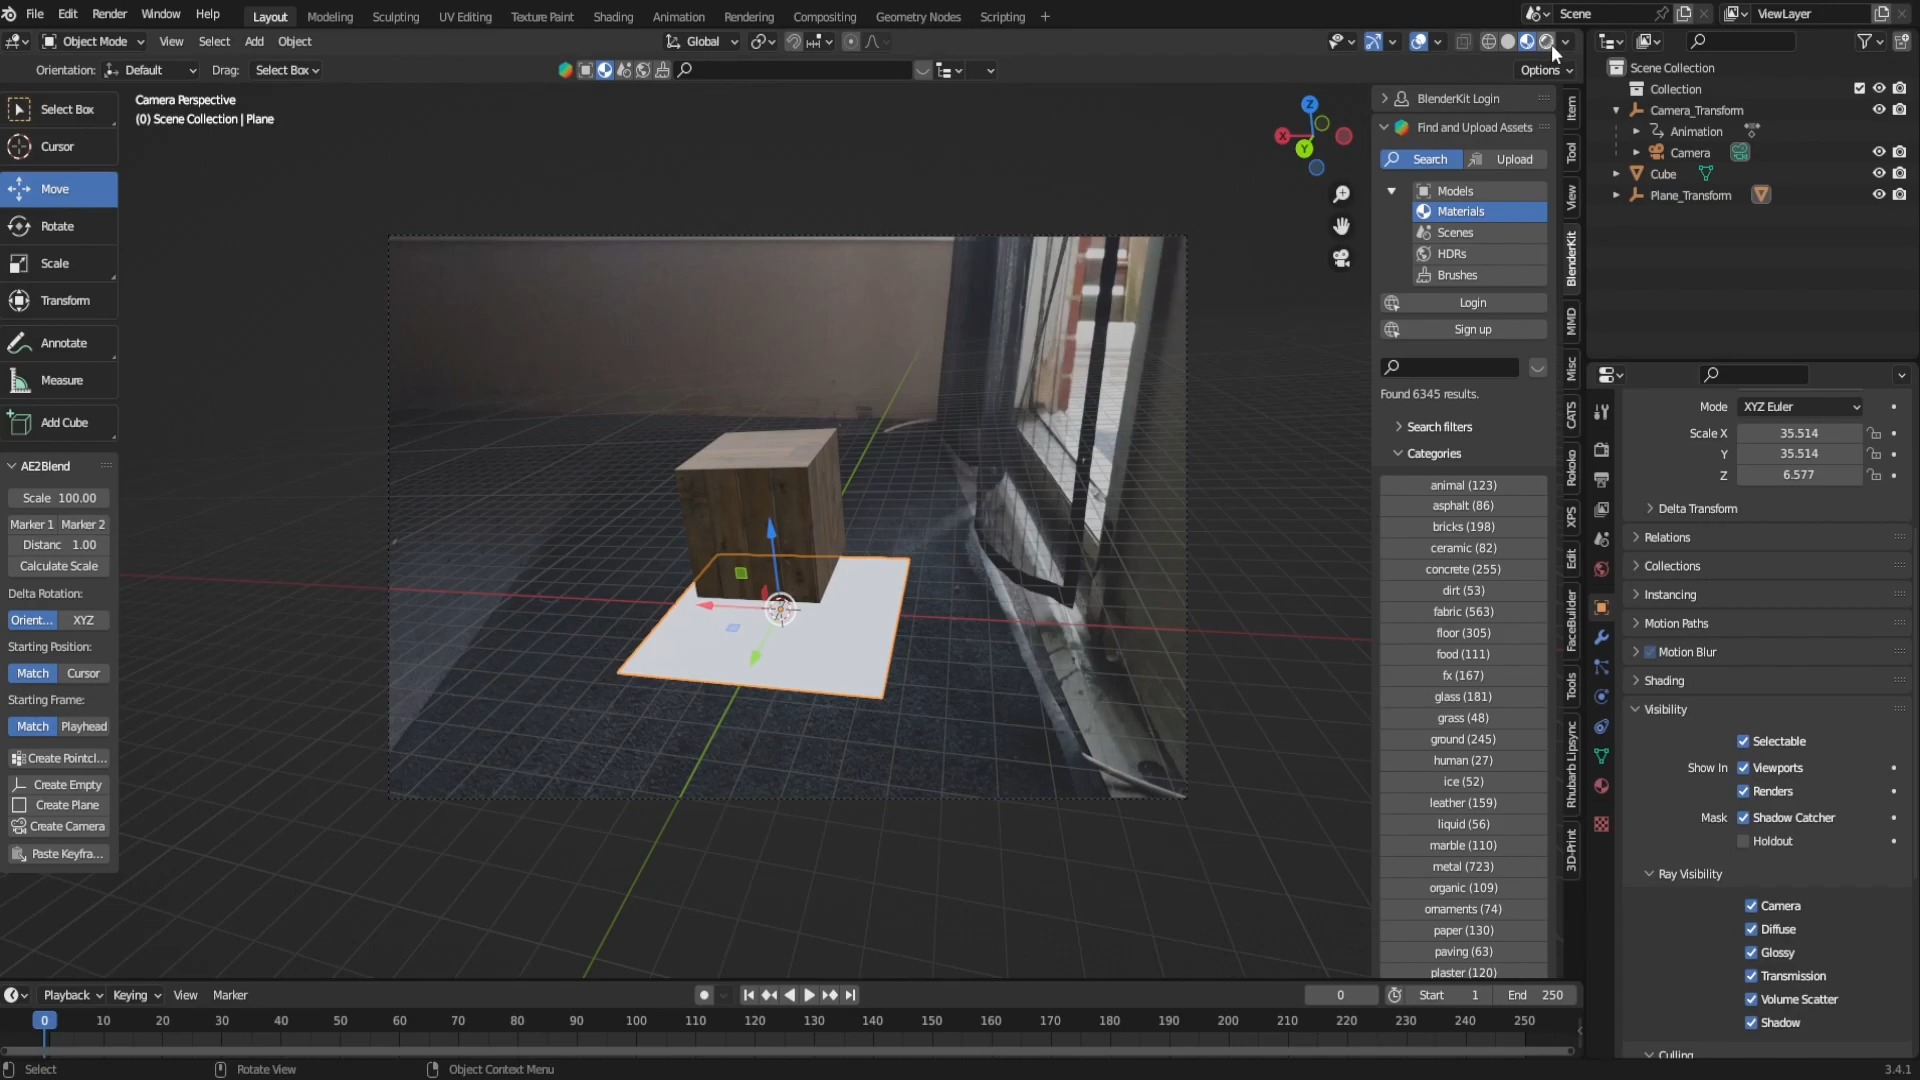 File Edit Render Window Help Layout Modeling Sculpting UV Editing Texture Paint Shading Animation Rendering Compositing Geometry Nodes Scripting + Scene ViewLayer
Object Mode View Select Add Object Global
Orientation: Default Drag: Select Box Options
Select Box
Cursor
Move
Rotate
Scale
Transform
Annotate
Measure
Add Cube
AE2Blend
Scale 100.00
Marker 1 Marker 2
Distanc 1.00
Calculate Scale
Delta Rotation:
Orient... XYZ
Starting Position:
Match Cursor
Starting Frame:
Match Playhead
Create Pointcl...
Create Empty
Create Plane
Create Camera
Paste Keyfra...
Camera Perspective
(0) Scene Collection | Plane
Z
X
Y
BlenderKit Login
Find and Upload Assets
Search Upload
Models
Materials
Scenes
HDRs
Brushes
Login
Sign up
Found 6345 results.
Search filters
Categories
animal (123)
asphalt (86)
bricks (198)
ceramic (82)
concrete (255)
dirt (53)
fabric (563)
floor (305)
food (111)
fx (167)
glass (181)
grass (48)
ground (245)
human (27)
ice (52)
leather (159)
liquid (56)
marble (110)
metal (723)
organic (109)
ornaments (74)
paper (130)
paving (63)
plaster (120)
Item
Tool
View
BlenderKit
MMD
Misc
CATS
Rokoko
XPS
Edit
FaceBuilder
Tools
Rhubarb Lipsync
3D-Print
Scene Collection
Collection
Camera_Transform
Animation
Camera
Cube
Plane_Transform
Mode XYZ Euler
Scale X 35.514
Y 35.514
Z 6.577
Delta Transform
Relations
Collections
Instancing
Motion Paths
Motion Blur
Shading
Visibility
Selectable
Show In Viewports
Renders
Mask Shadow Catcher
Holdout
Ray Visibility
Camera
Diffuse
Glossy
Transmission
Volume Scatter
Shadow
Culling
Playback Keying View Marker 0 Start 1 End 250
0 10 20 30 40 50 60 70 80 90 100 110 120 130 140 150 160 170 180 190 200 210 220 230 240 250
Select Rotate View Object Context Menu 3.4.1